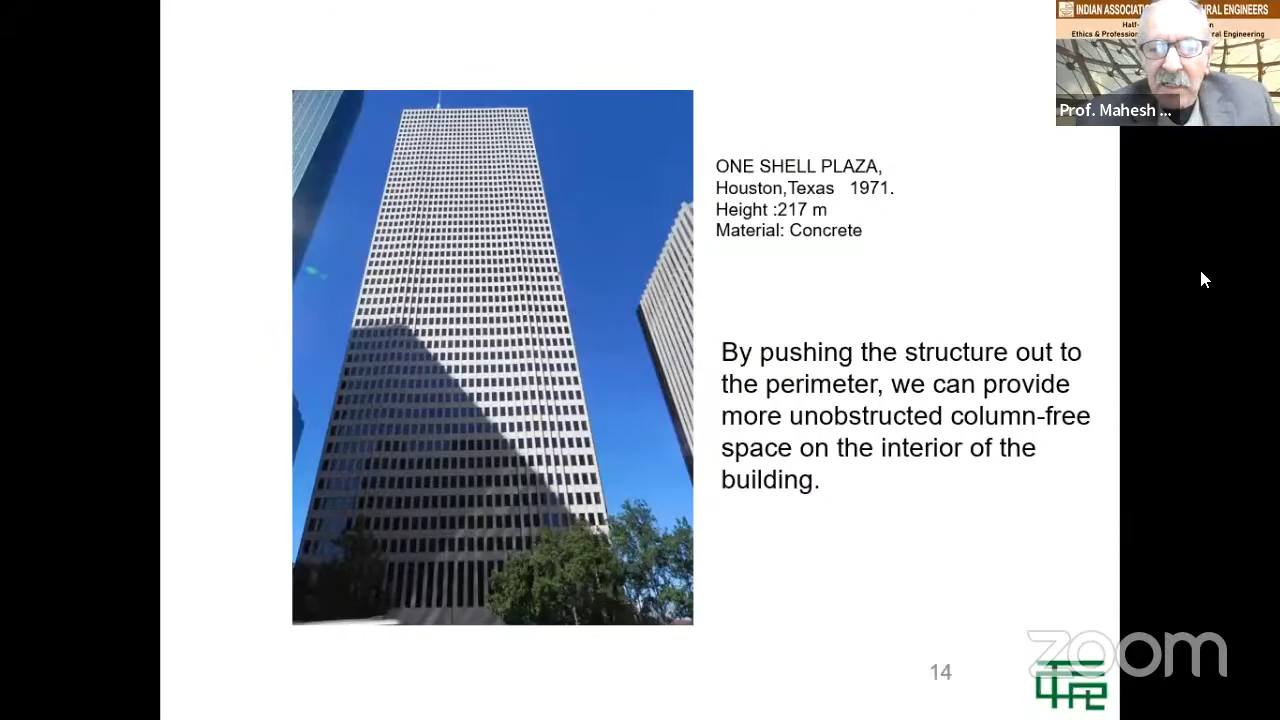 INDIAN ASSOCIATI
RAL ENGINEERS
Half-
Ethics & Profession
ral Engineering
Prof. Mahesh ...
ONE SHELL PLAZA,
Houston,Texas 1971.
Height :217 m
Material: Concrete
By pushing the structure out to
the perimeter, we can provide
more unobstructed column-free
space on the interior of the
building.
14
zoom